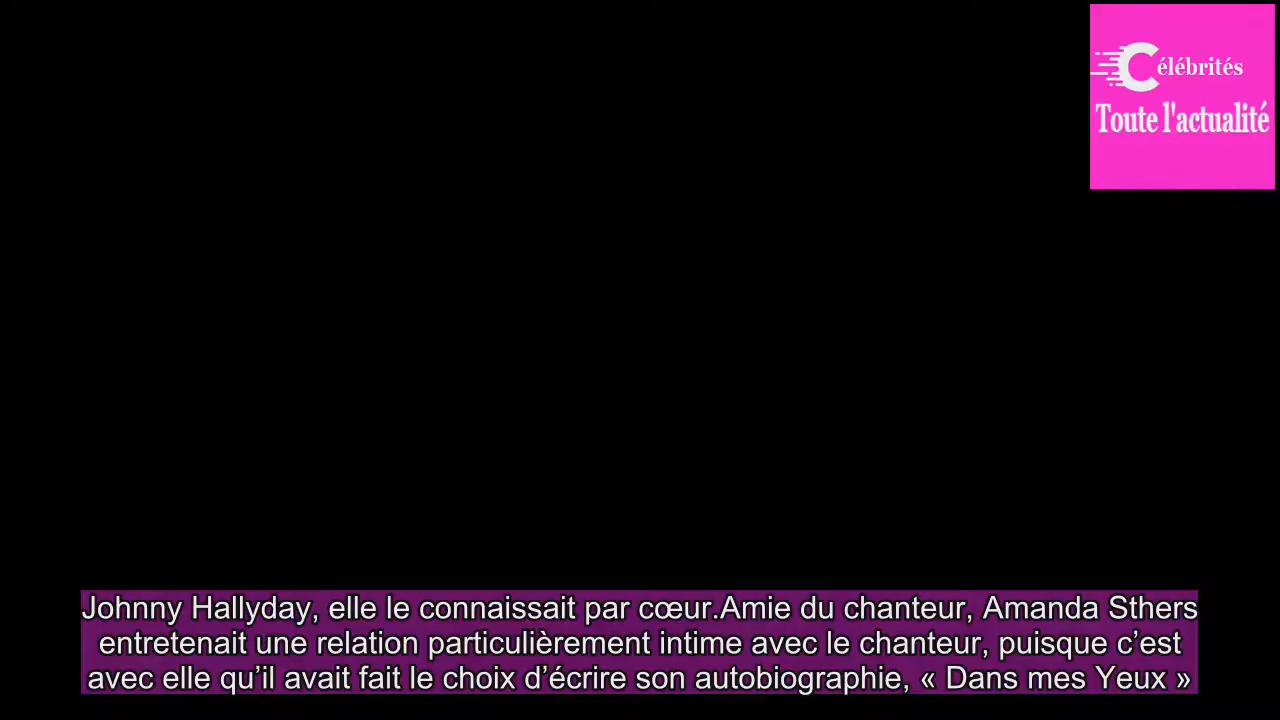 Célébrités
Toute l'actualité
Johnny Hallyday, elle le connaissait par cœur.Amie du chanteur, Amanda Sthers
entretenait une relation particulièrement intime avec le chanteur, puisque c’est
avec elle qu’il avait fait le choix d’écrire son autobiographie, « Dans mes Yeux »